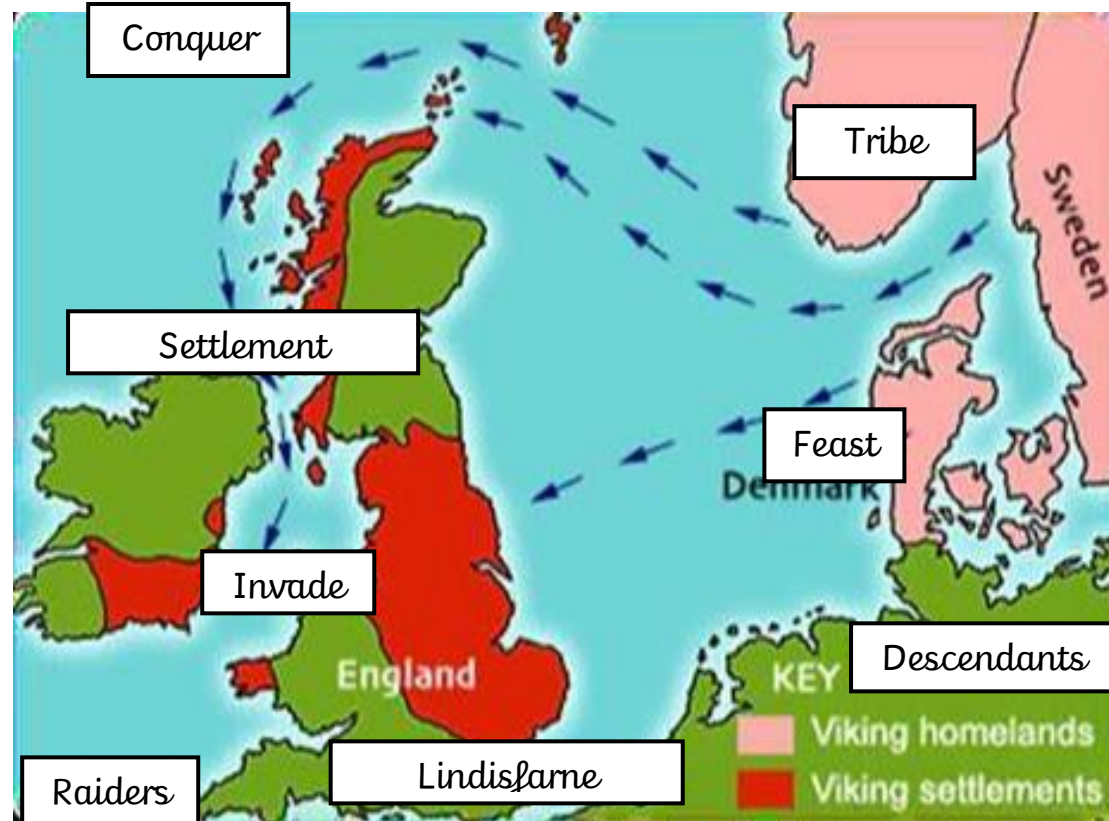 Conquer
Tribe
Sweden
Settlement
Feast
Denmark
Invade
England
Descendants
KEY
Viking homelands
Viking settlements
Lindisfarne
Raiders